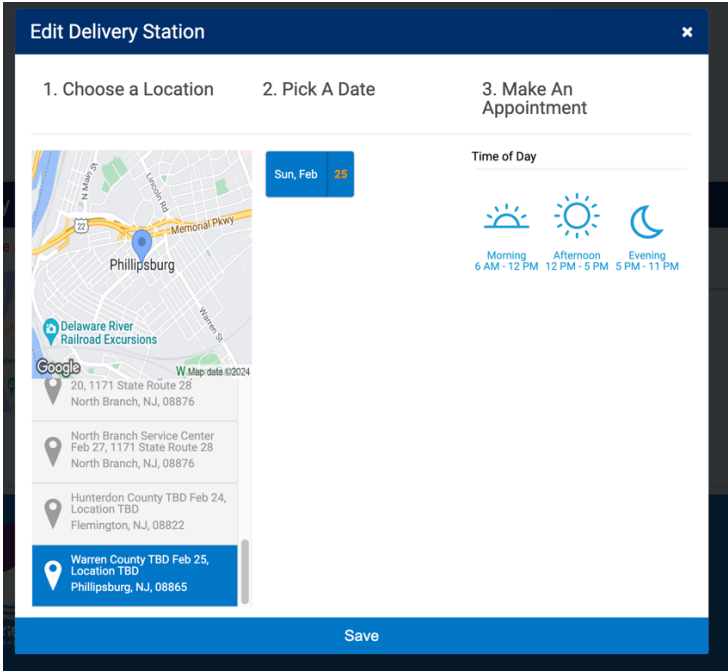 Edit Delivery Station ×
1. Choose a Location
2. Pick A Date
3. Make An
Appointment
N Main St
Lincoln Rd
22
Memorial Pkwy
Phillipsburg
Warren St
Delaware River
Railroad Excursions
Google
W
Map data ©2024
20, 1171 State Route 28
North Branch, NJ, 08876
North Branch Service Center
Feb 27, 1171 State Route 28
North Branch, NJ, 08876
Hunterdon County TBD Feb 24,
Location TBD
Flemington, NJ, 08822
Warren County TBD Feb 25,
Location TBD
Phillipsburg, NJ, 08865
Sun, Feb 25
Time of Day
Morning
6 AM - 12 PM
Afternoon
12 PM - 5 PM
Evening
5 PM - 11 PM
Save